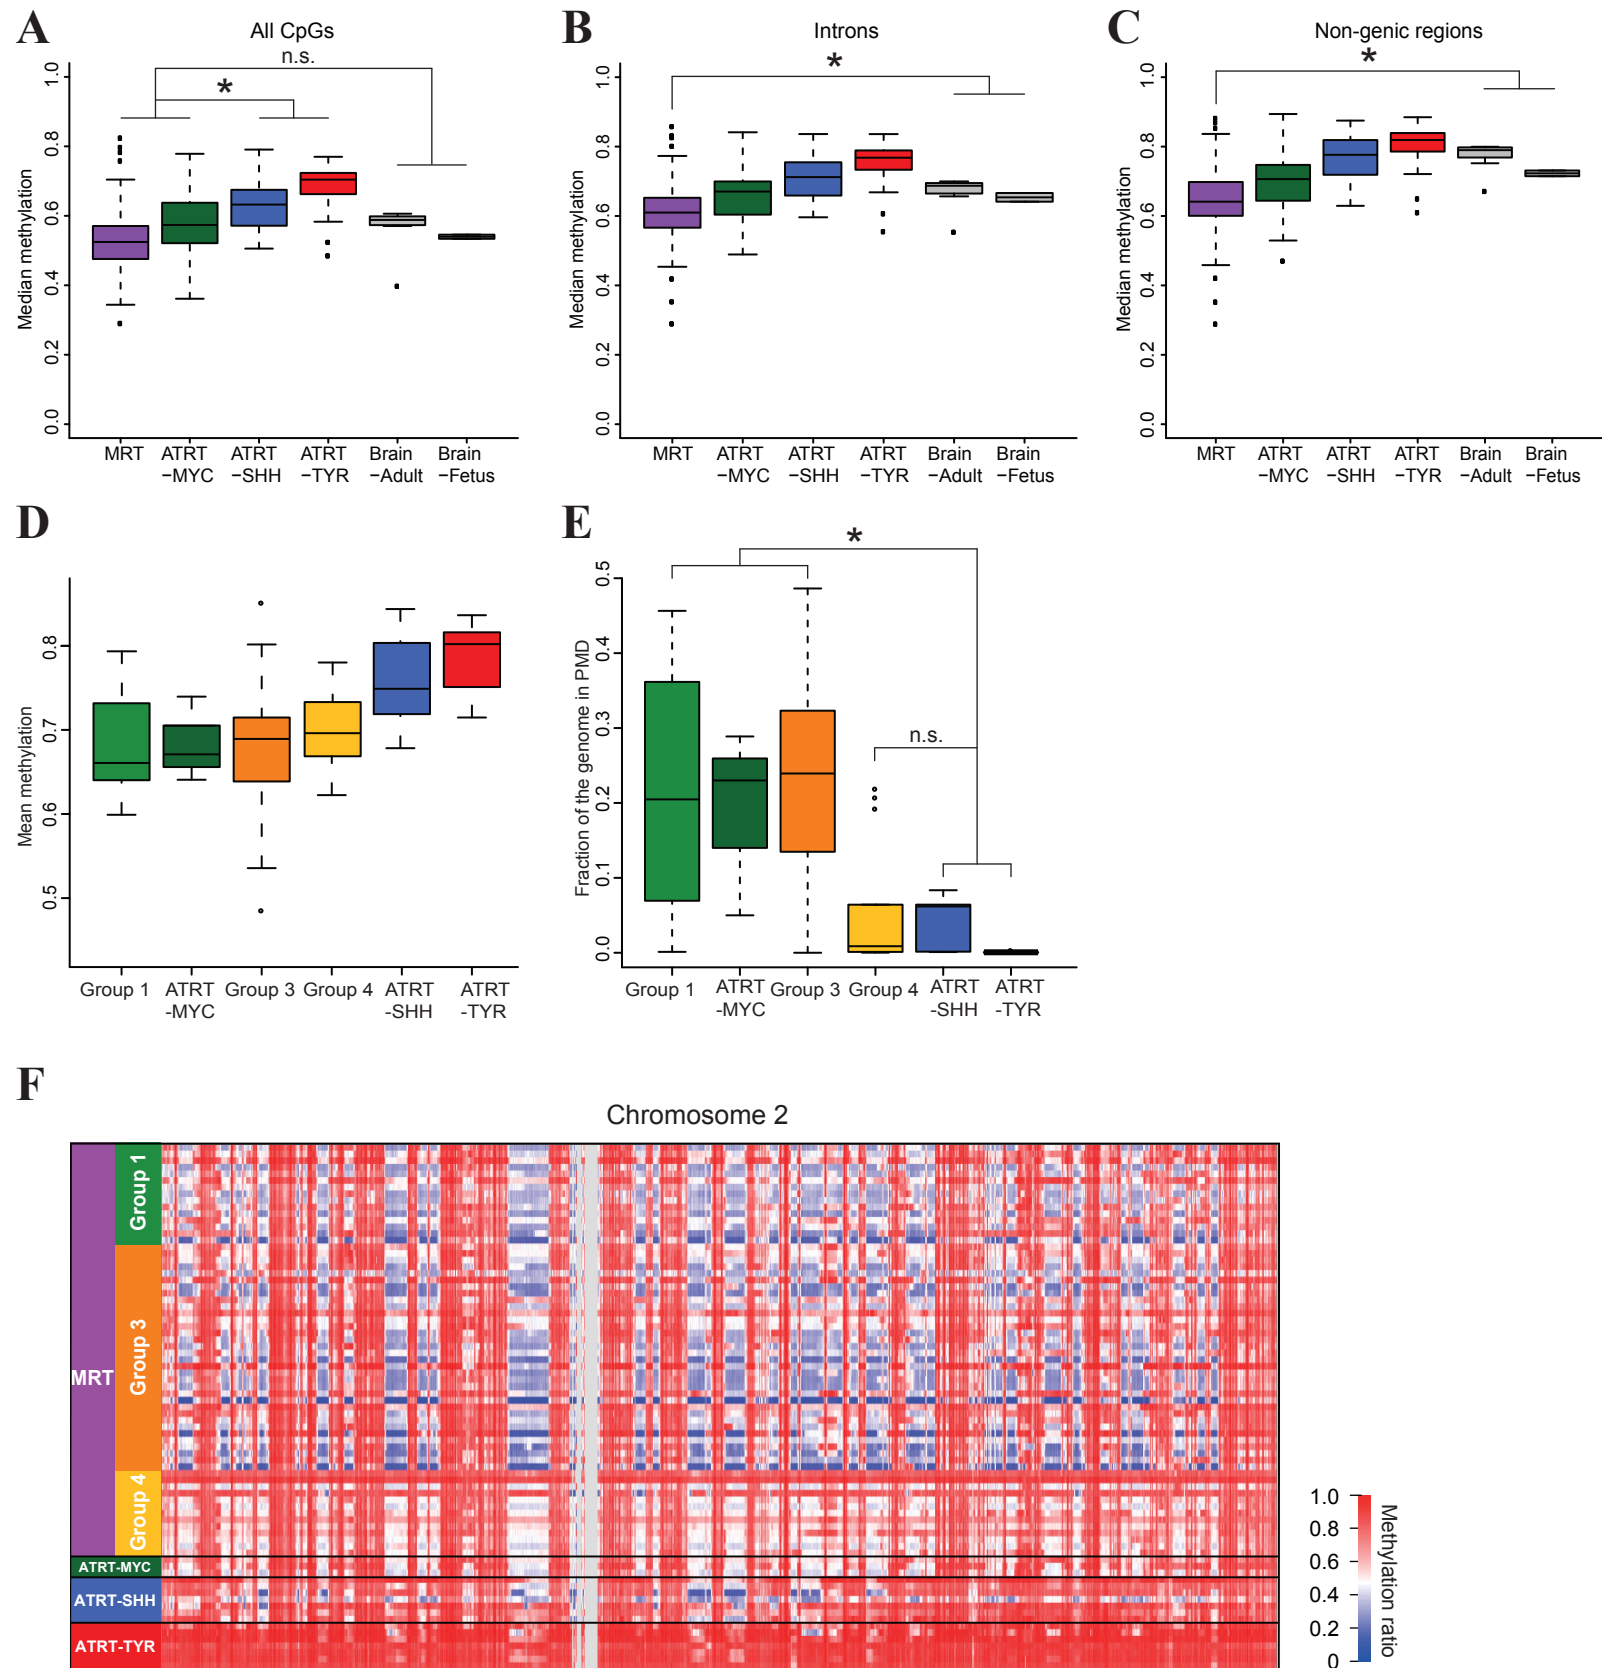 A
All CpGs
n.s.
*
Median methylation
0.0
0.2
0.4
0.6
0.8
1.0
MRT
ATRT
−MYC
ATRT
−SHH
ATRT
−TYR
Brain
−Adult
Brain
−Fetus
B
Introns
*
Median methylation
0.0
0.2
0.4
0.6
0.8
1.0
MRT
ATRT
−MYC
ATRT
−SHH
ATRT
−TYR
Brain
−Adult
Brain
−Fetus
C
Non-genic regions
*
Median methylation
0.0
0.2
0.4
0.6
0.8
1.0
MRT
ATRT
−MYC
ATRT
−SHH
ATRT
−TYR
Brain
−Adult
Brain
−Fetus
D
Mean methylation
0.5
0.6
0.7
0.8
Group 1
ATRT
-MYC
Group 3
Group 4
ATRT
-SHH
ATRT
-TYR
E
*
n.s.
Fraction of the genome in PMD
0.0
0.1
0.2
0.3
0.4
0.5
Group 1
ATRT
-MYC
Group 3
Group 4
ATRT
-SHH
ATRT
-TYR
F
Chromosome 2
MRT
Group 1
Group 3
Group 4
ATRT-MYC
ATRT-SHH
ATRT-TYR
1.0
0.8
0.6
0.4
0.2
0
Methylation ratio